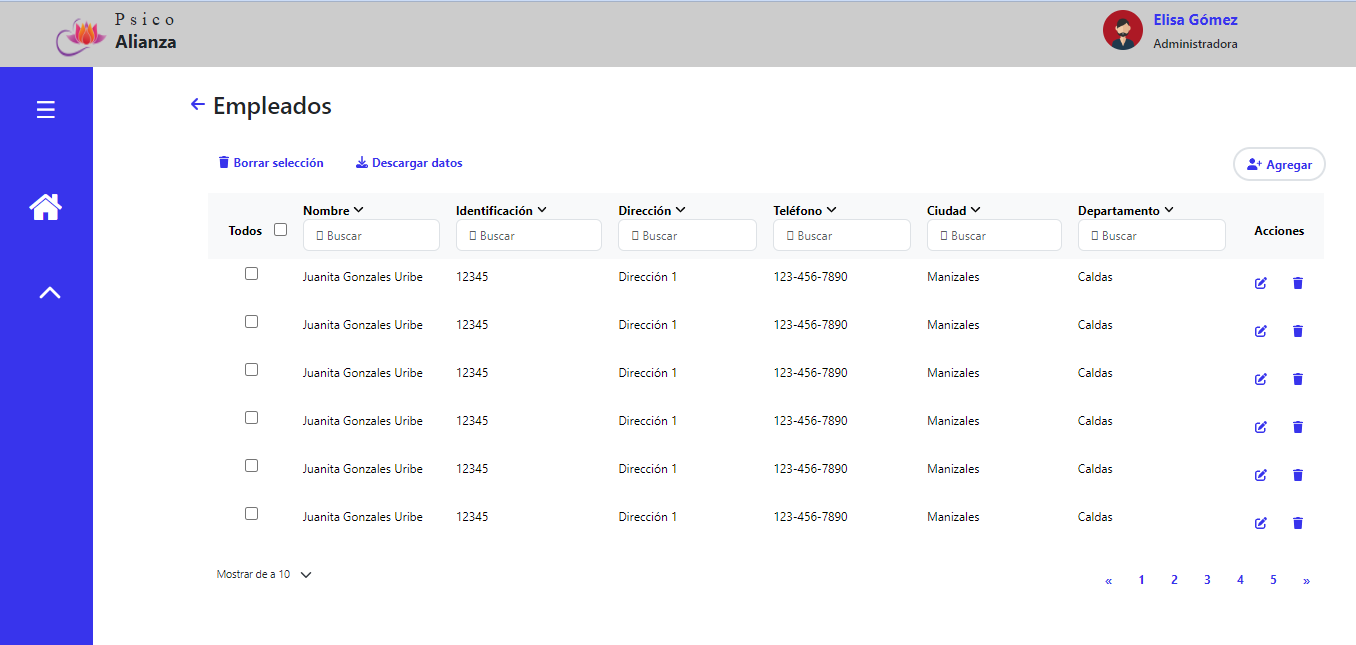 Psico
Alianza
Elisa Gómez
Administradora
Empleados
Borrar selección Descargar datos Agregar
Todos Nombre Identificación Dirección Teléfono Ciudad Departamento Acciones
Buscar Buscar Buscar Buscar Buscar Buscar
Juanita Gonzales Uribe 12345 Dirección 1 123-456-7890 Manizales Caldas
Juanita Gonzales Uribe 12345 Dirección 1 123-456-7890 Manizales Caldas
Juanita Gonzales Uribe 12345 Dirección 1 123-456-7890 Manizales Caldas
Juanita Gonzales Uribe 12345 Dirección 1 123-456-7890 Manizales Caldas
Juanita Gonzales Uribe 12345 Dirección 1 123-456-7890 Manizales Caldas
Juanita Gonzales Uribe 12345 Dirección 1 123-456-7890 Manizales Caldas
Mostrar de a 10 « 1 2 3 4 5 »